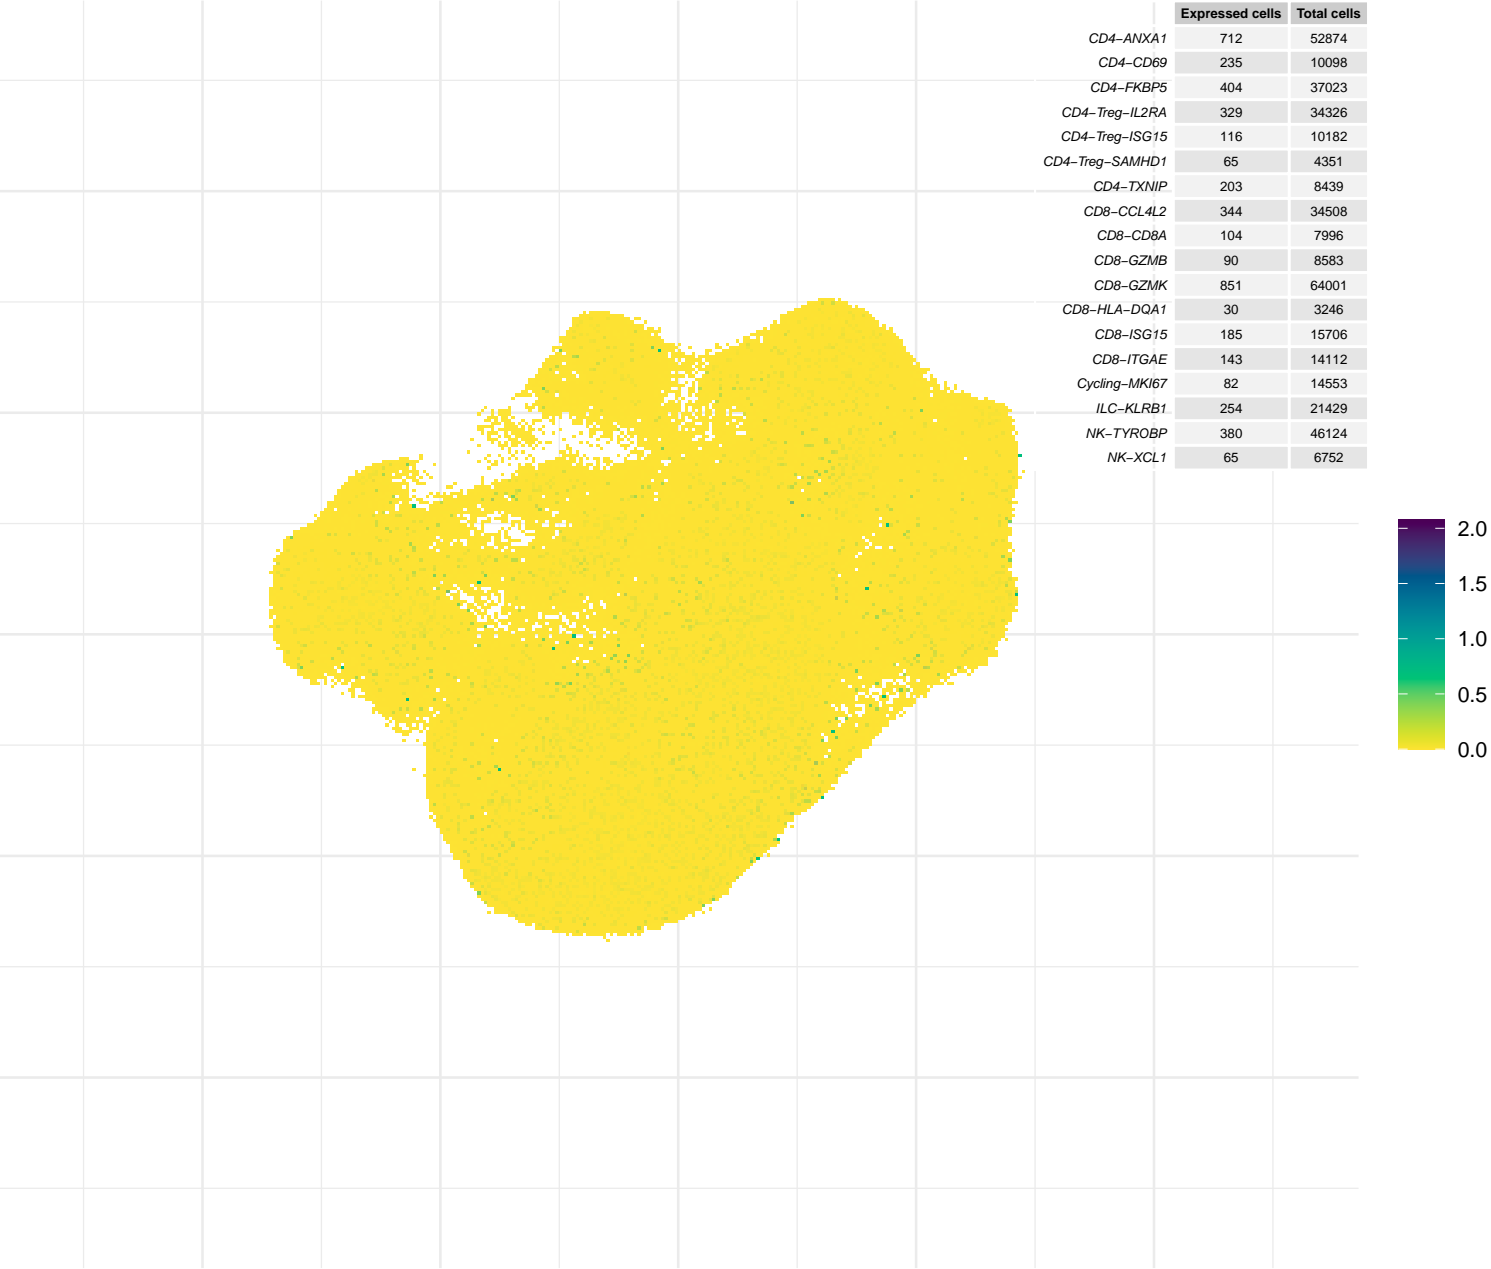 Expressed cells Total cells
CD4−ANXA1 712 52874
CD4−CD69 235 10098
CD4−FKBP5 404 37023
CD4−Treg−IL2RA 329 34326
CD4−Treg−ISG15 116 10182
CD4−Treg−SAMHD1 65 4351
CD4−TXNIP 203 8439
CD8−CCL4L2 344 34508
CD8−CD8A 104 7996
CD8−GZMB 90 8583
CD8−GZMK 851 64001
CD8−HLA−DQA1 30 3246
CD8−ISG15 185 15706
CD8−ITGAE 143 14112
Cycling−MKI67 82 14553
ILC−KLRB1 254 21429
NK−TYROBP 380 46124
NK−XCL1 65 6752
2.0
1.5
1.0
0.5
0.0